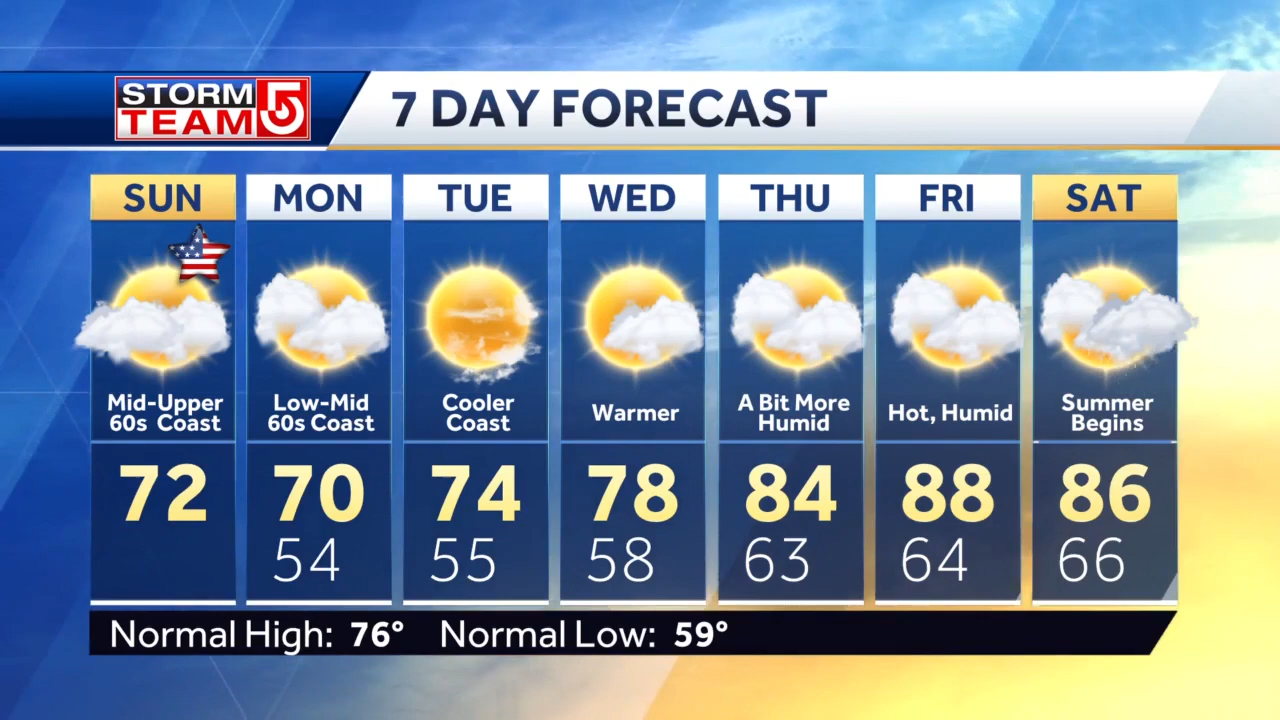 STORM
TEAM 5
7 DAY FORECAST
SUN
MON
TUE
WED
THU
FRI
SAT
Mid-Upper
60s Coast
Low-Mid
60s Coast
Cooler
Coast
Warmer
A Bit More
Humid
Hot, Humid
Summer
Begins
72
70
54
74
55
78
58
84
63
88
64
86
66
Normal High: 76° Normal Low: 59°